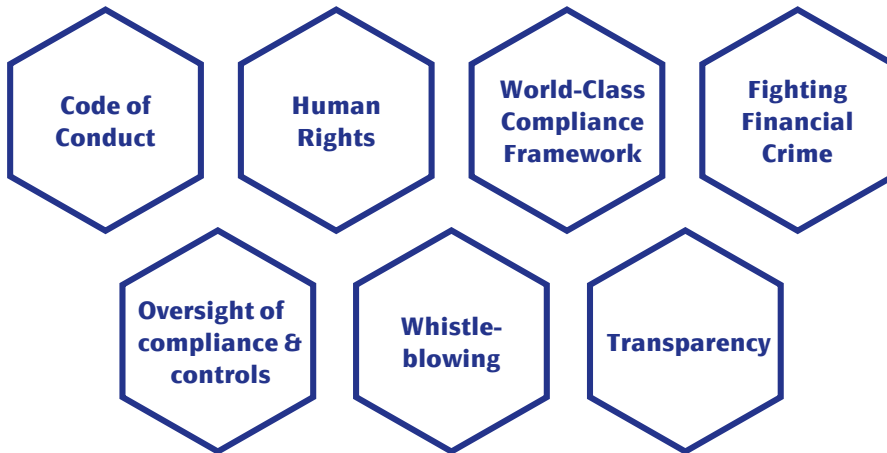 Code of
Conduct
Human
Rights
World-Class
Compliance
Framework
Fighting
Financial
Crime
Oversight of
compliance &
controls
Whistle-
blowing
Transparency